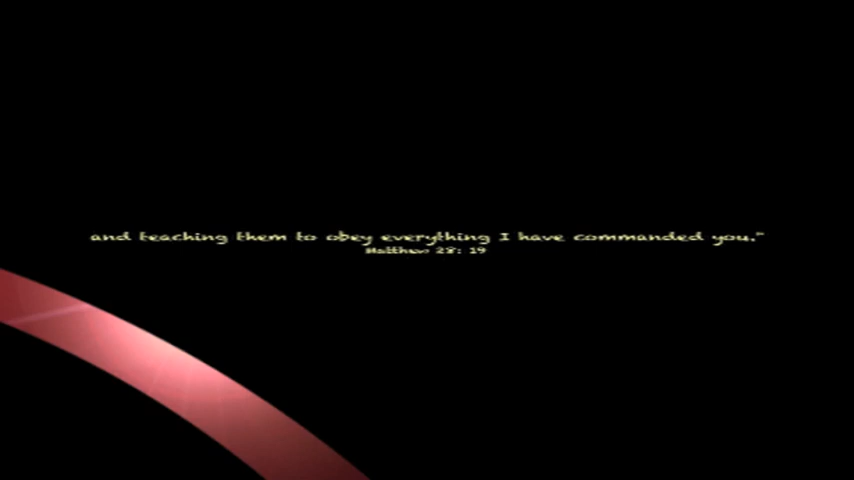 and teaching them to obey everything I have commanded you."
Matthew 28: 19